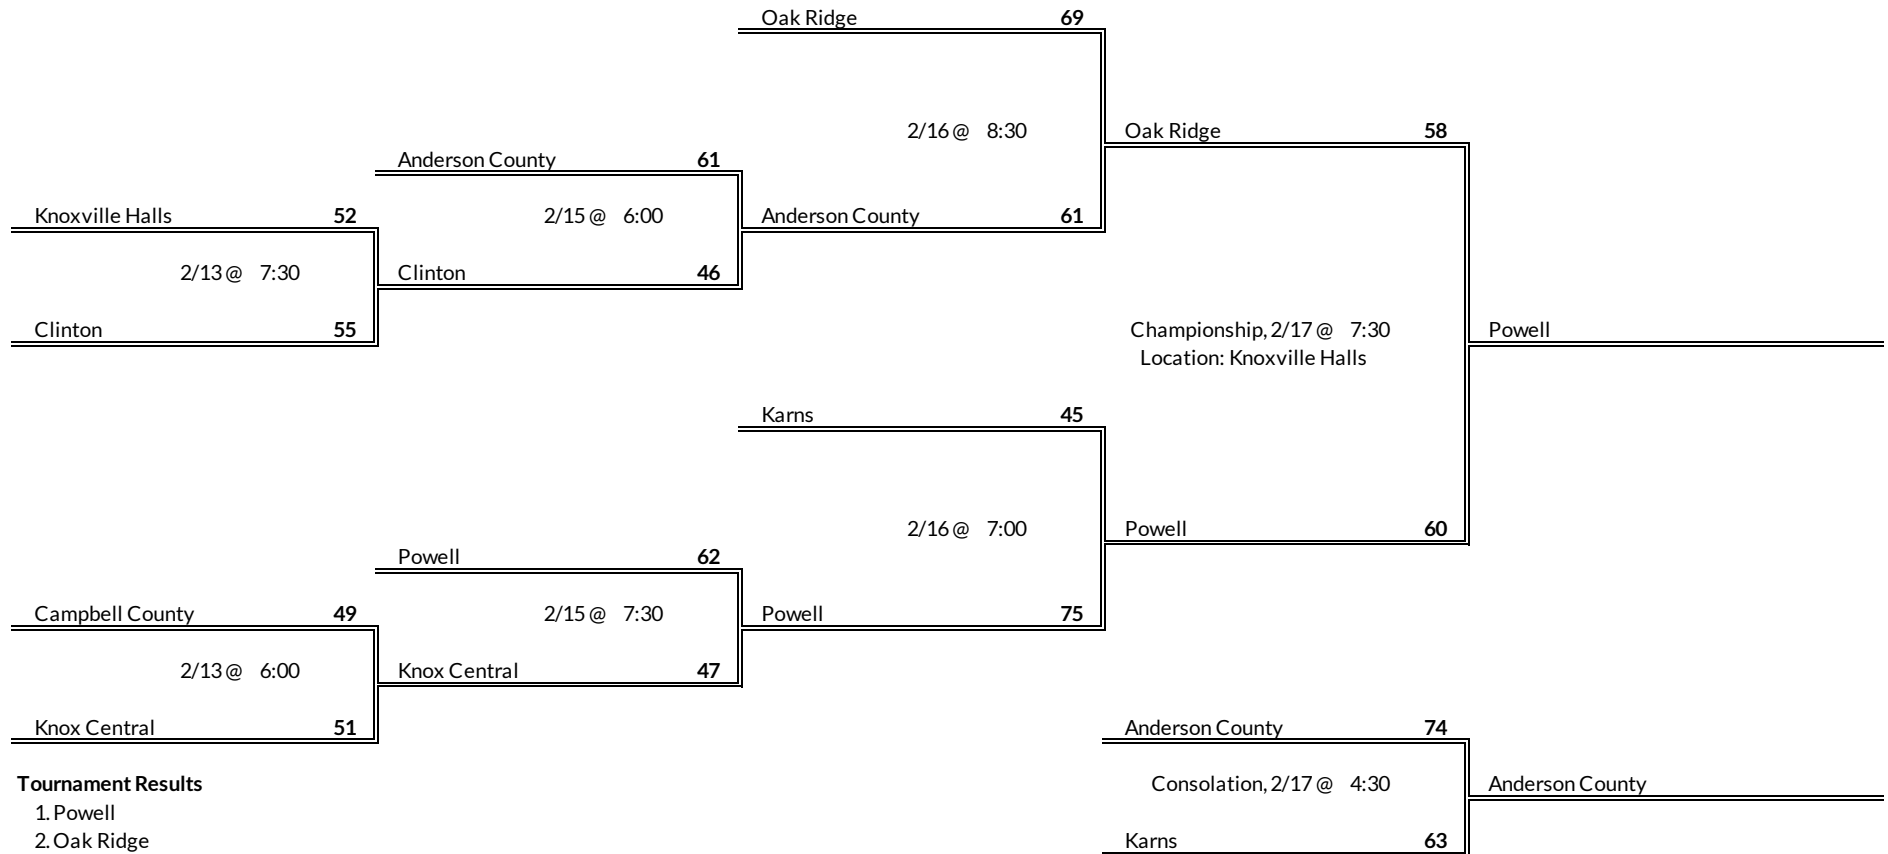 Oak Ridge 69
2/16 @ 8:30
Oak Ridge 58
Anderson County 61
Knoxville Halls 52
2/15 @ 6:00
Anderson County 61
2/13 @ 7:30
Clinton 46
Clinton 55
Championship, 2/17 @ 7:30
Powell
Location: Knoxville Halls
Karns 45
2/16 @ 7:00
Powell 60
Powell 62
Campbell County 49
2/15 @ 7:30
Powell 75
2/13 @ 6:00
Knox Central 47
Knox Central 51
Anderson County 74
Tournament Results
Consolation, 2/17 @ 4:30
Anderson County
1. Powell
2. Oak Ridge
Karns 63